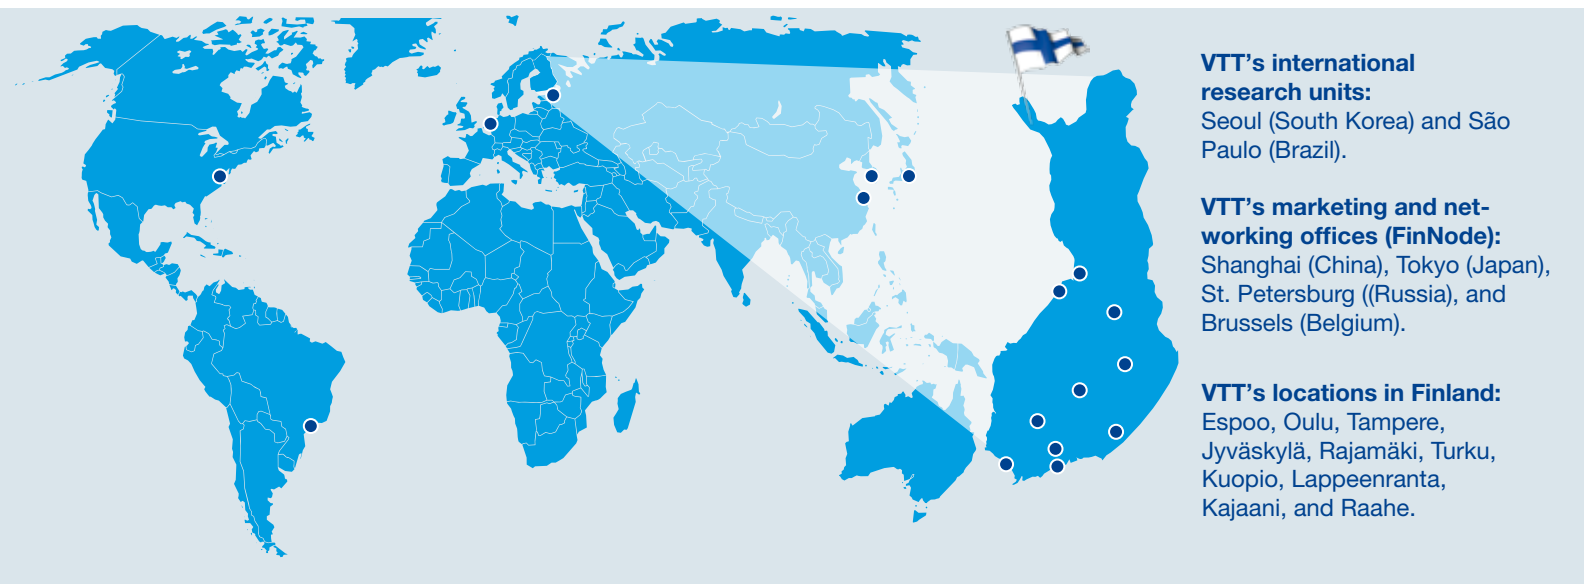 VTT’s international
research units:
Seoul (South Korea) and São
Paulo (Brazil).
VTT’s marketing and net-
working offices (FinNode):
Shanghai (China), Tokyo (Japan),
St. Petersburg ((Russia), and
Brussels (Belgium).
VTT’s locations in Finland:
Espoo, Oulu, Tampere,
Jyväskylä, Rajamäki, Turku,
Kuopio, Lappeenranta,
Kajaani, and Raahe.